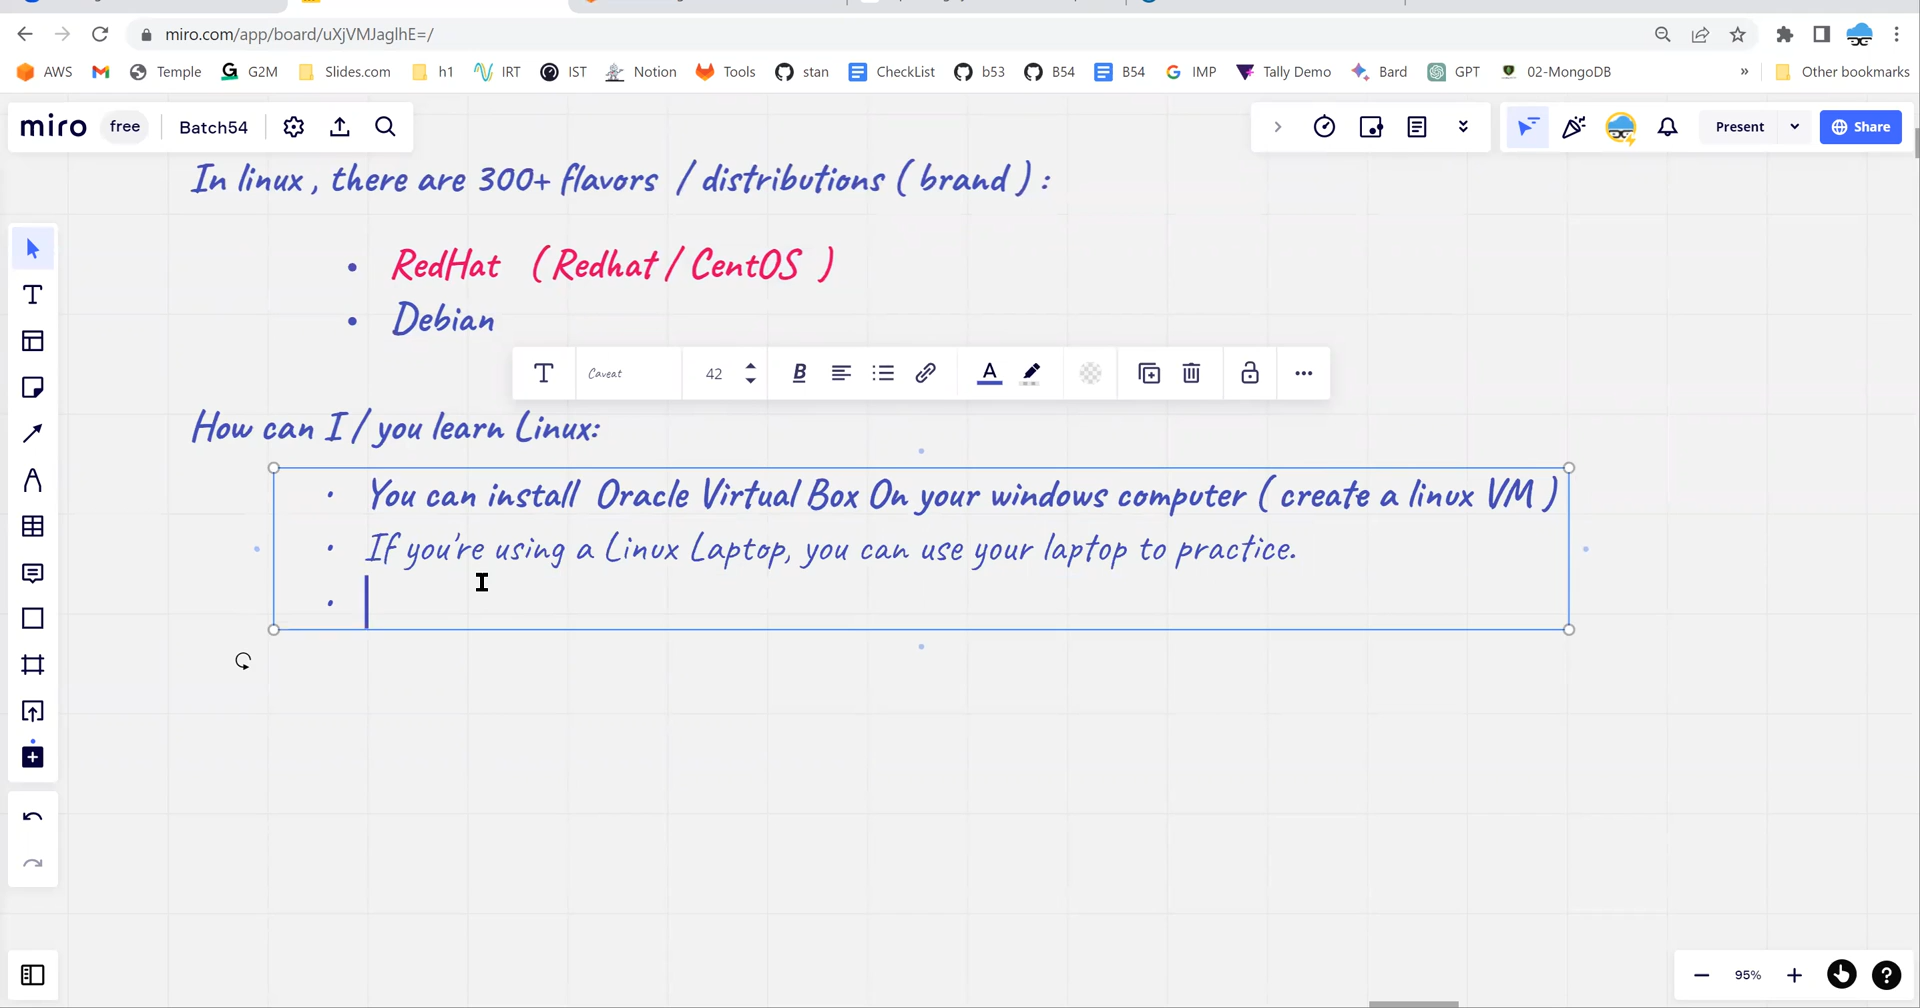 miro.com/app/board/uXjVMJaglhE=/
AWS Temple G2M Slides.com h1 IRT IST Notion Tools stan CheckList b53 B54 B54 IMP Tally Demo Bard GPT 02-MongoDB » Other bookmarks
miro free Batch54 Present Share
In linux , there are 300+ flavors / distributions ( brand ) :
• RedHat ( Redhat / CentOS )
• Debian
Caveat 42 B A
How can I / you learn Linux:
• You can install Oracle Virtual Box On your windows computer ( create a linux VM )
• If you're using a Linux Laptop, you can use your laptop to practice.
•
95%